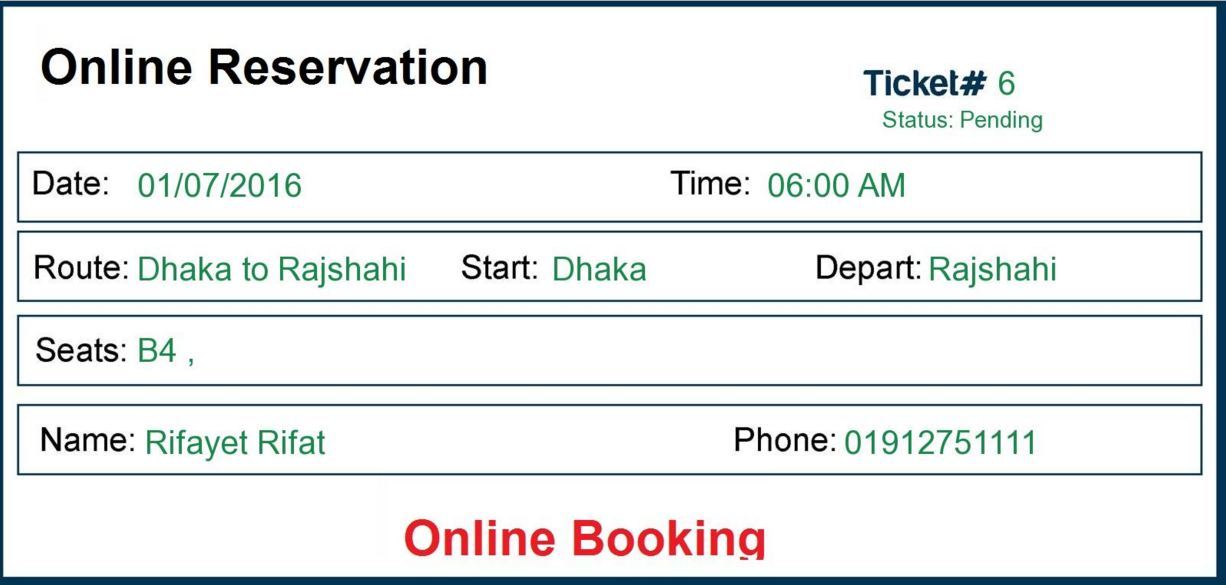 Online Reservation
Ticket# 6
Status: Pending
Date: 01/07/2016 Time: 06:00 AM
Route: Dhaka to Rajshahi Start: Dhaka Depart: Rajshahi
Seats: B4 ,
Name: Rifayet Rifat Phone: 01912751111
Online Booking